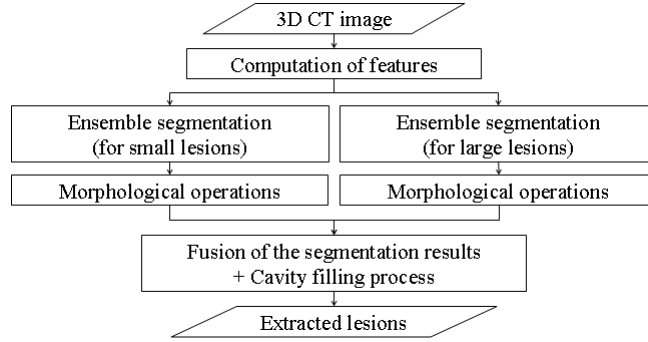 3D CT image
Computation of features
Ensemble segmentation
(for small lesions)
Ensemble segmentation
(for large lesions)
Morphological operations
Morphological operations
Fusion of the segmentation results
+ Cavity filling process
Extracted lesions